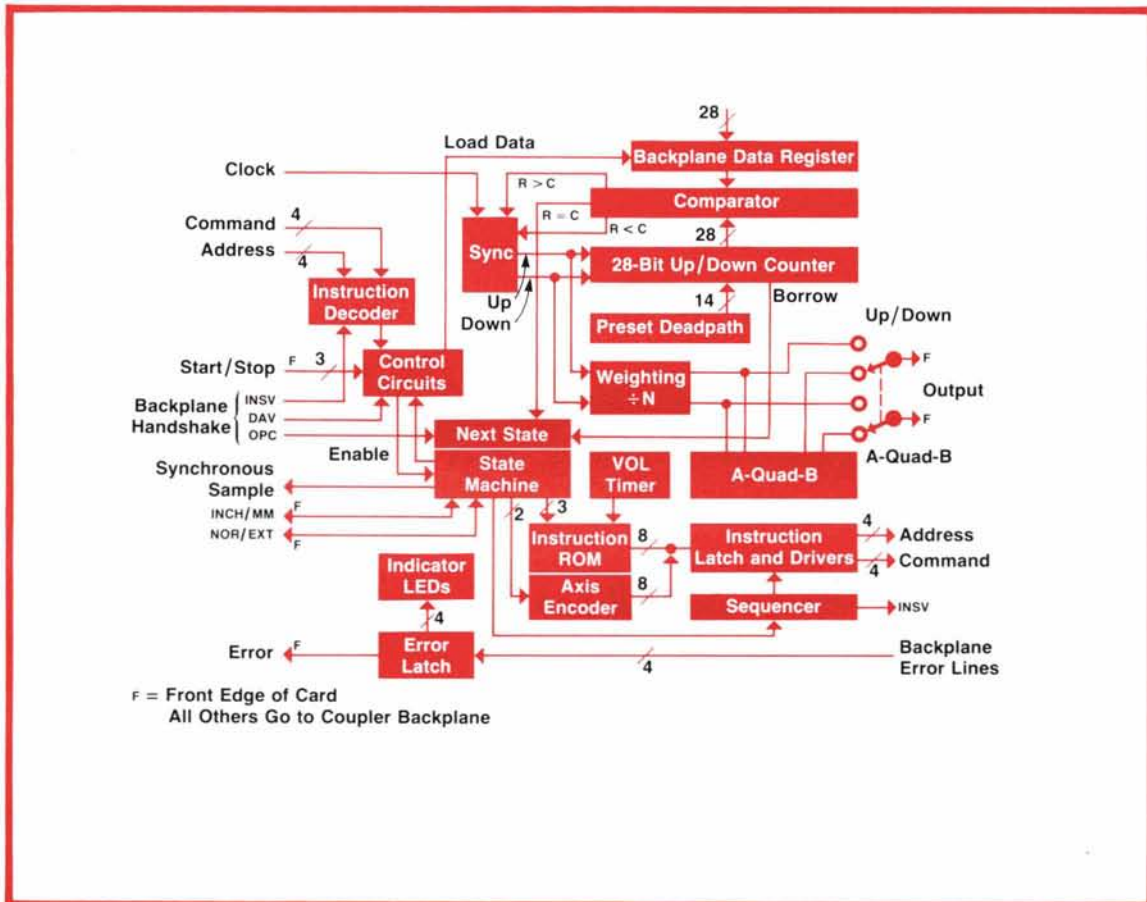 28
Load Data
Backplane Data Register
Clock
R > C
Comparator
Command
4
R = C
R < C
28
Address
4
Sync
28-Bit Up/Down Counter
Instruction
Decoder
Up
Down
14
Borrow
Preset Deadpath
Up/Down
Start/Stop
F
3
Control
Circuits
Weighting
÷N
F
Output
Backplane
Handshake
INSV
DAV
OPC
F
Next State
Enable
A-Quad-B
Synchronous
Sample
State
Machine
VOL
Timer
A-Quad-B
INCH/MM
F
2
3
NOR/EXT
F
Instruction
ROM
8
Instruction
Latch and Drivers
4
Address
4
Command
Indicator
LEDs
Axis
Encoder
8
Sequencer
INSV
4
Error
F
Error
Latch
4
Backplane
Error Lines
F = Front Edge of Card
All Others Go to Coupler Backplane